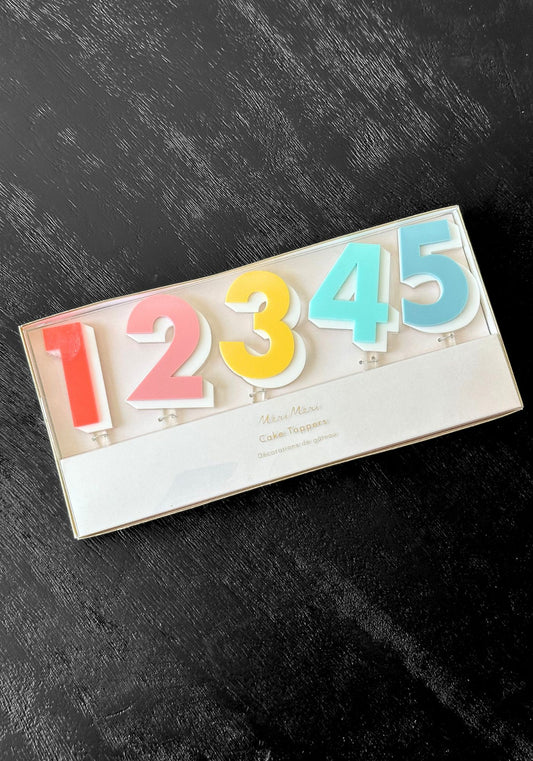 1 2 3 4 5
Meri Meri
Cake Toppers
Décorations de gâteau